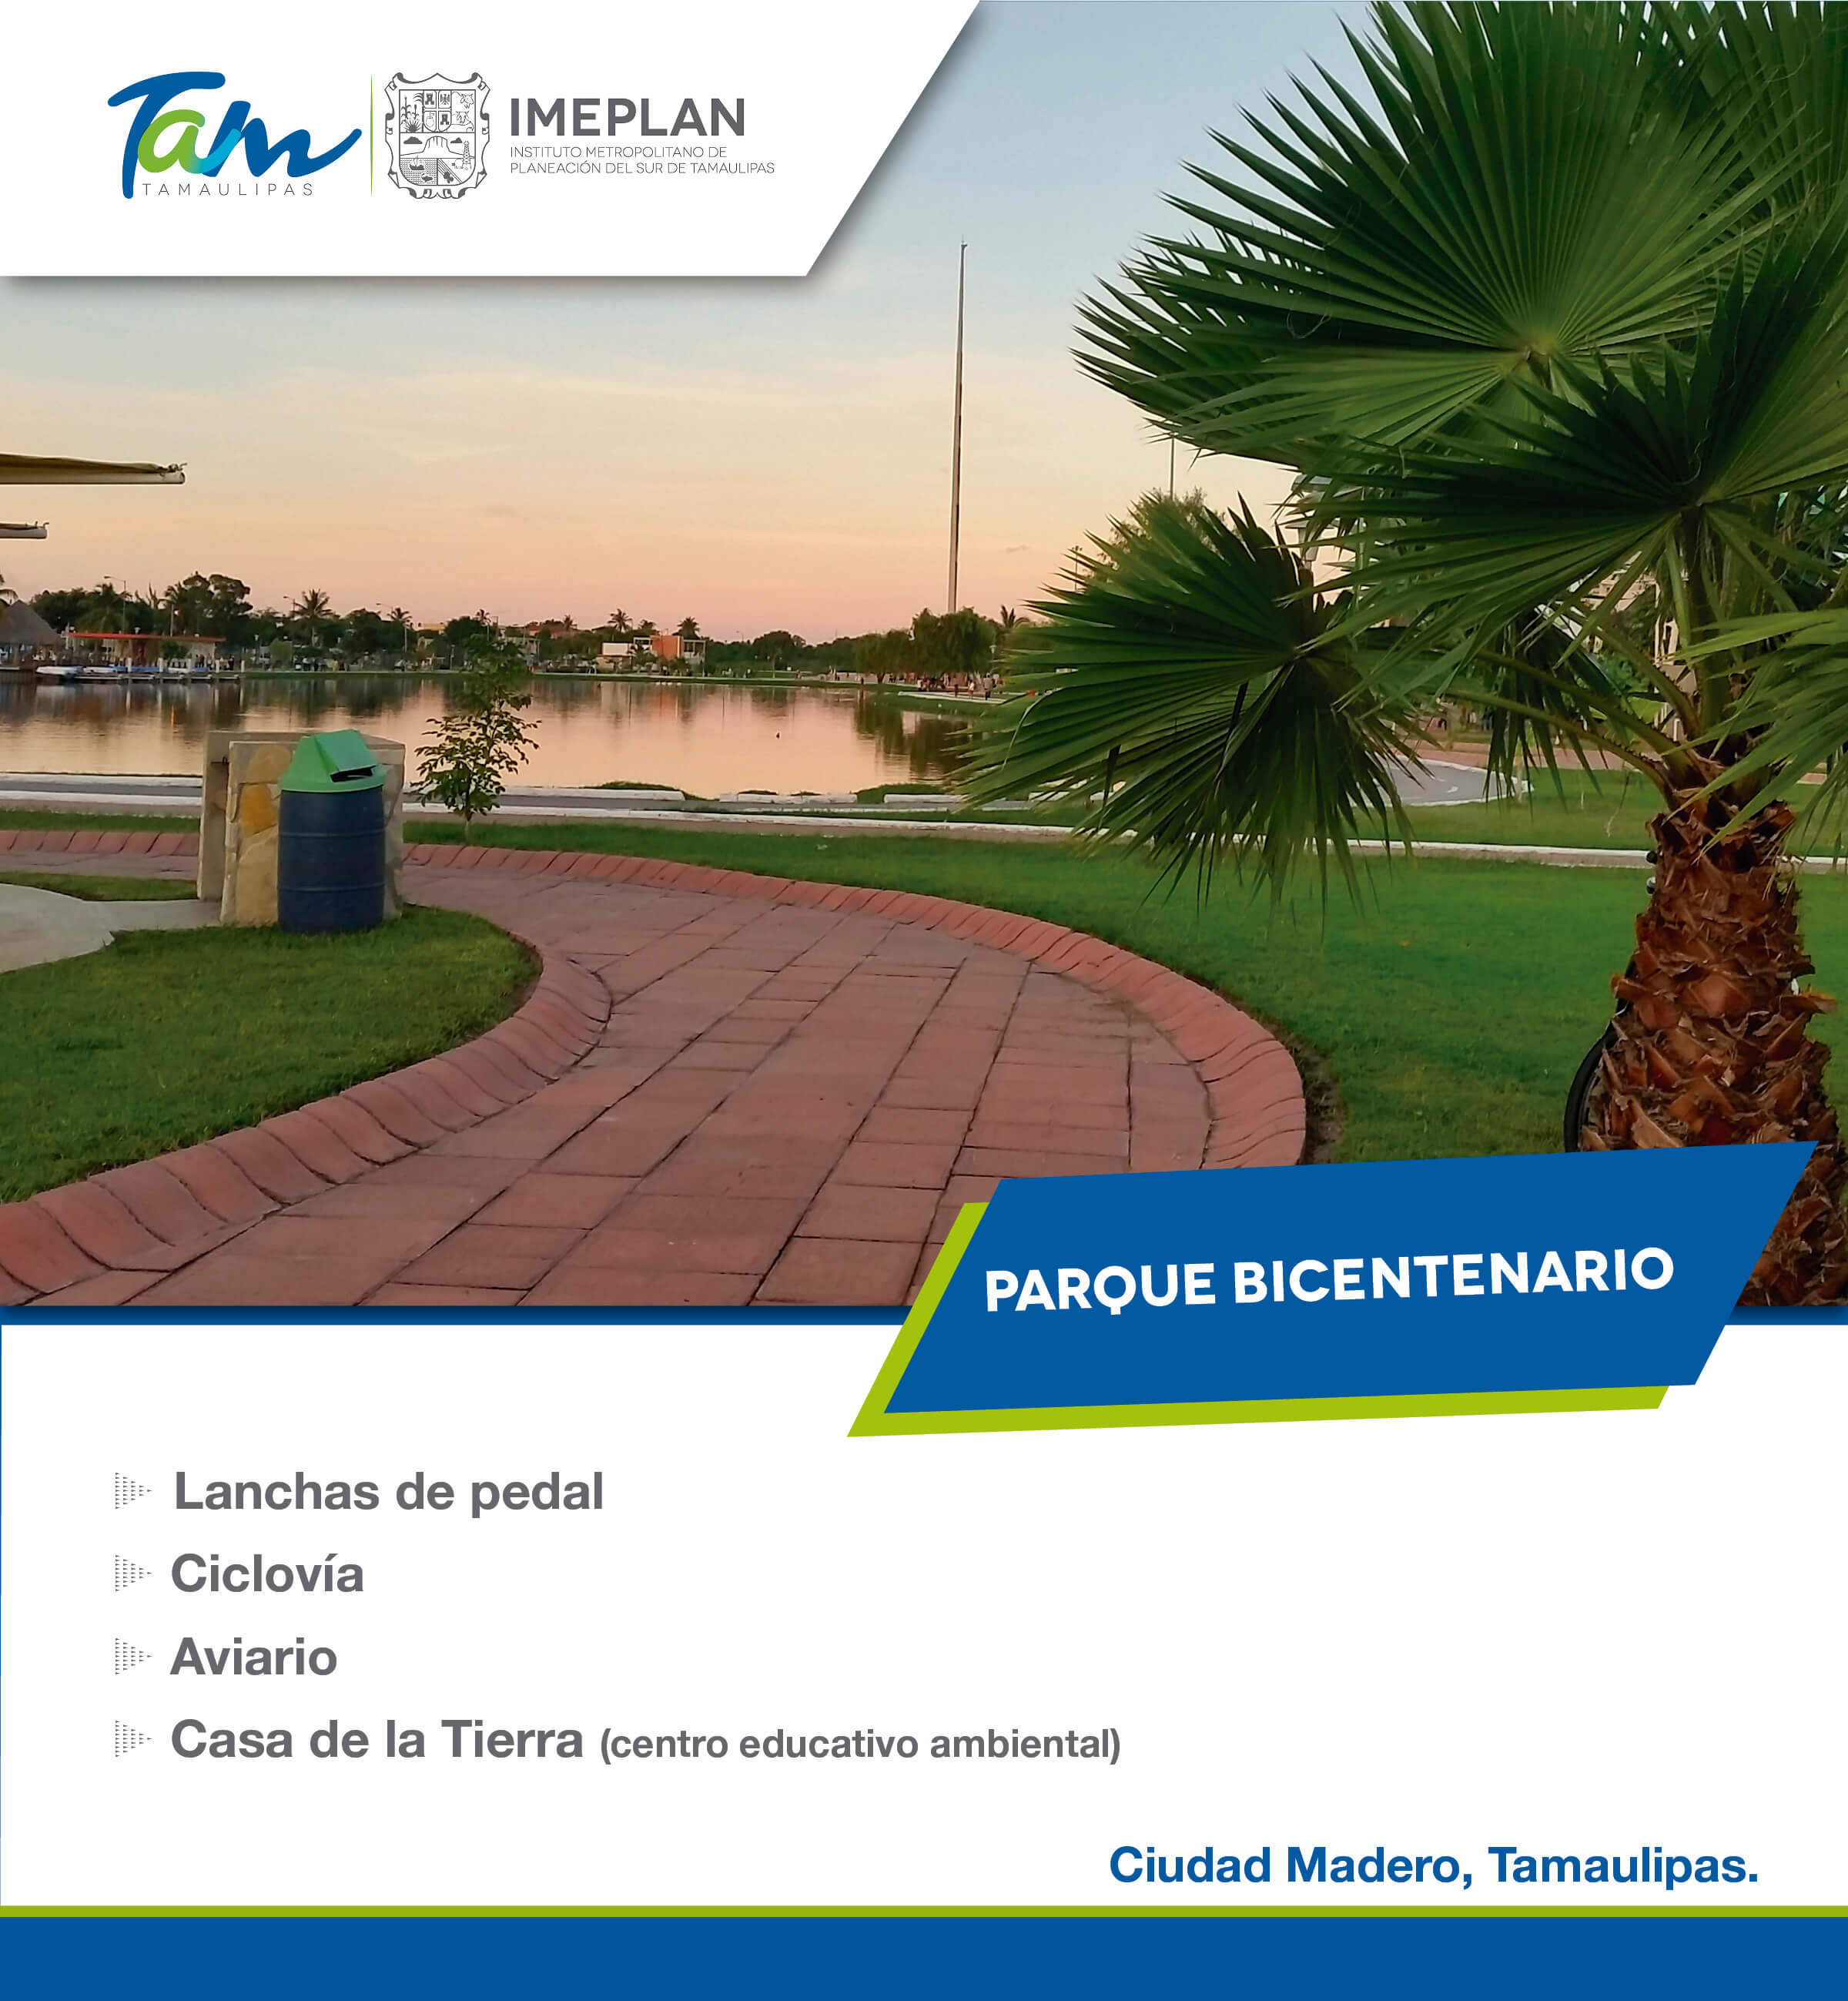 Tam
TAMAULIPAS
IMEPLAN
INSTITUTO METROPOLITANO DE
PLANEACIÓN DEL SUR DE TAMAULIPAS
PARQUE BICENTENARIO
Lanchas de pedal
Ciclovía
Aviario
Casa de la Tierra (centro educativo ambiental)
Ciudad Madero, Tamaulipas.